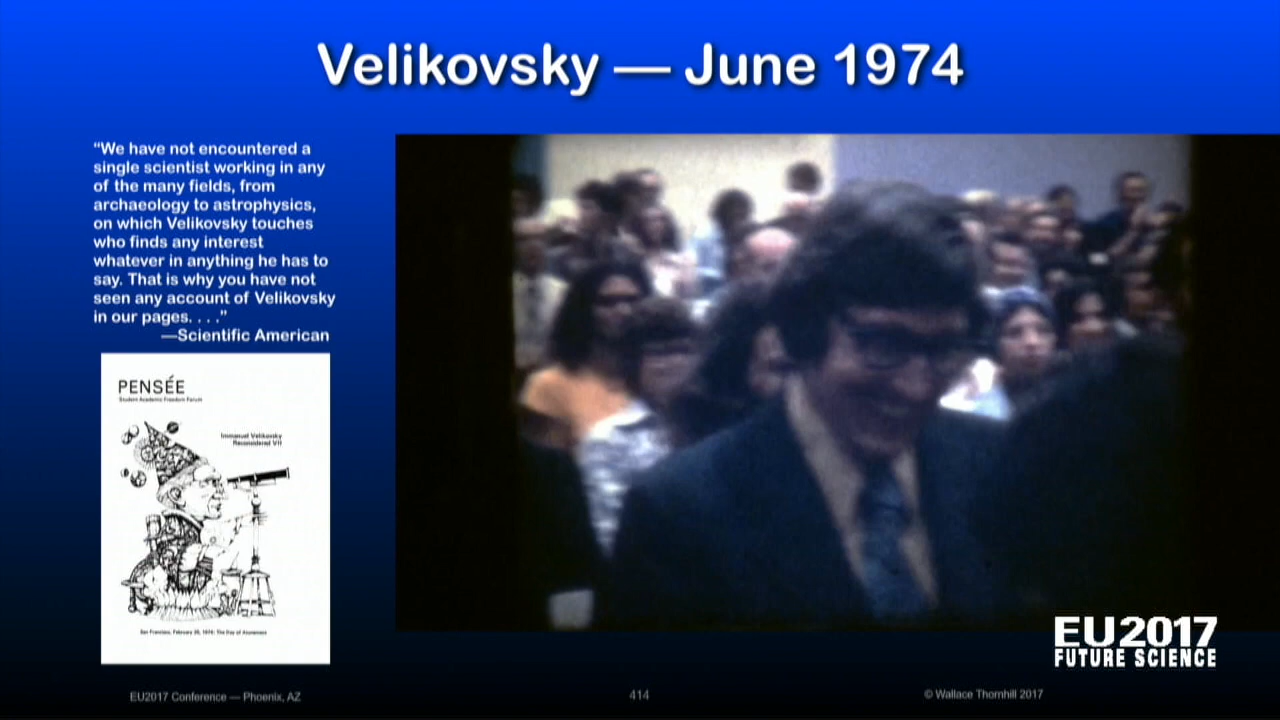 Velikovsky — June 1974
“We have not encountered a
single scientist working in any
of the many fields, from
archaeology to astrophysics,
on which Velikovsky touches
who finds any interest
whatever in anything he has to
say. That is why you have not
seen any account of Velikovsky
in our pages. . . .”
—Scientific American
PENSÉE
Student Academic Freedom Forum
Immanuel Velikovsky
Reconsidered VII
EU2017
FUTURE SCIENCE
EU2017 Conference — Phoenix, AZ
414
© Wallace Thornhill 2017